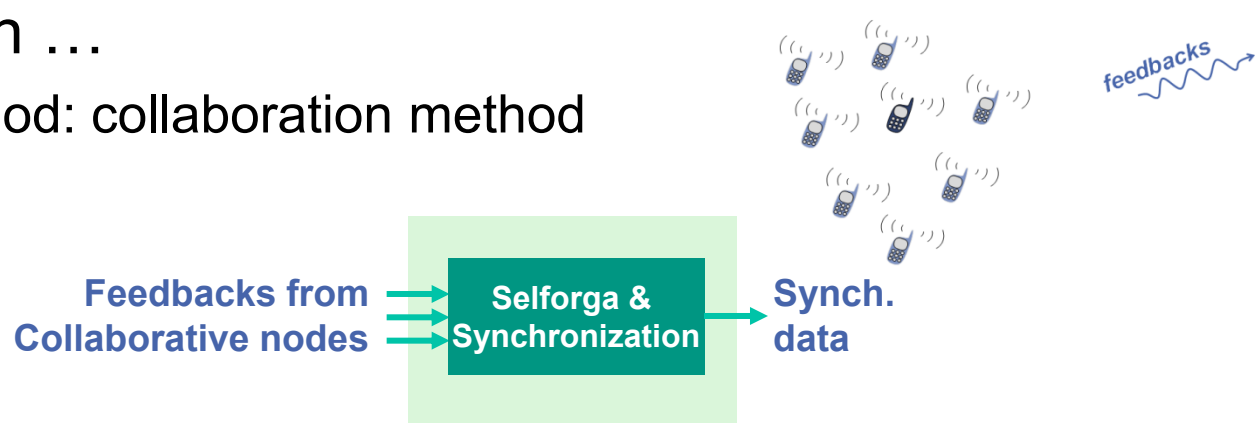 n …
od: collaboration method
feedbacks
Feedbacks from
Collaborative nodes
Selforga &
Synchronization
Synch.
data